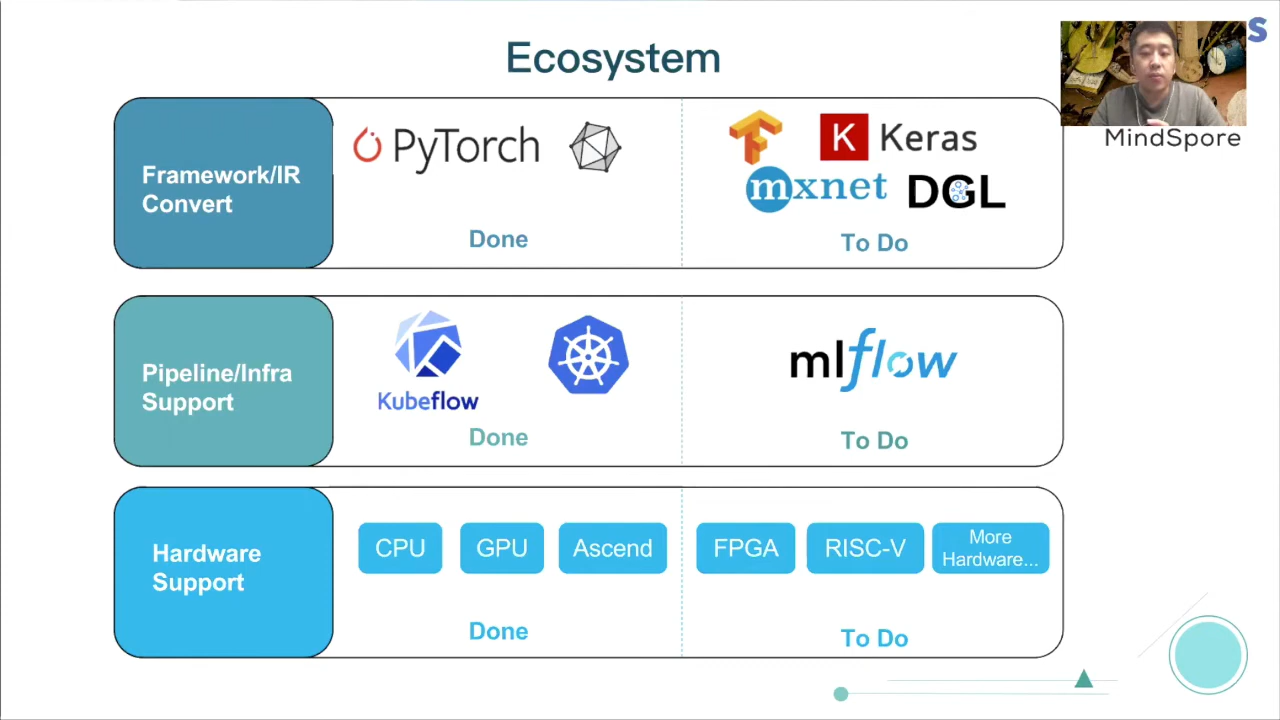 Ecosystem
S
MindSpore
Framework/IR
Convert
PyTorch
Done
K Keras
mxnet DGL
To Do
Pipeline/Infra
Support
Kubeflow
Done
mlflow
To Do
Hardware
Support
CPU GPU Ascend
Done
FPGA RISC-V More
Hardware...
To Do